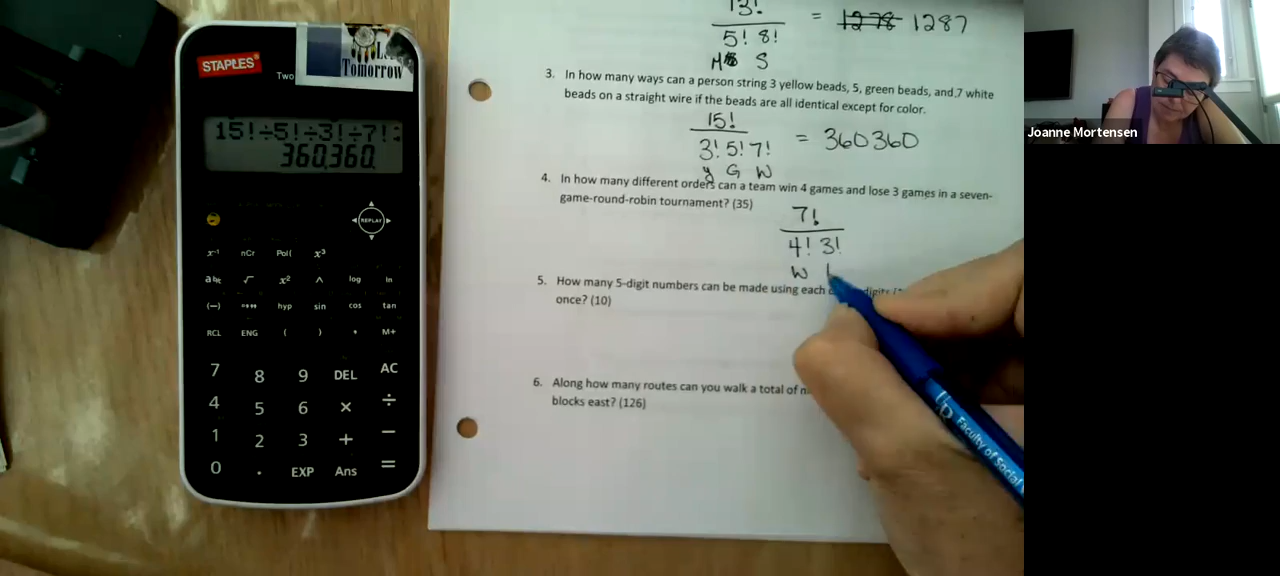 13!
5! 8!
= 1278 1287
S
3. In how many ways can a person string 3 yellow beads, 5, green beads, and,7 white
beads on a straight wire if the beads are all identical except for color.
15!
3! 5! 7!
= 360360
y G W
4. In how many different orders can a team win 4 games and lose 3 games in a seven-
game-round-robin tournament? (35)
7!
4! 3!
W
5. How many 5-digit numbers can be made using each
once? (10)
6. Along how many routes can you walk a total of
blocks east? (126)
STAPLES
Two
Tomorrow
15!÷5!÷3!÷7!
360,360.
REPLAY
x⁻¹ nCr Pol( x³
ab/c √ x² ^ log ln
(−) hyp sin cos tan
RCL ENG ( ) M+
7 8 9 DEL AC
4 5 6 × ÷
1 2 3 + −
0 . EXP Ans =
Faculty of Social
Joanne Mortensen